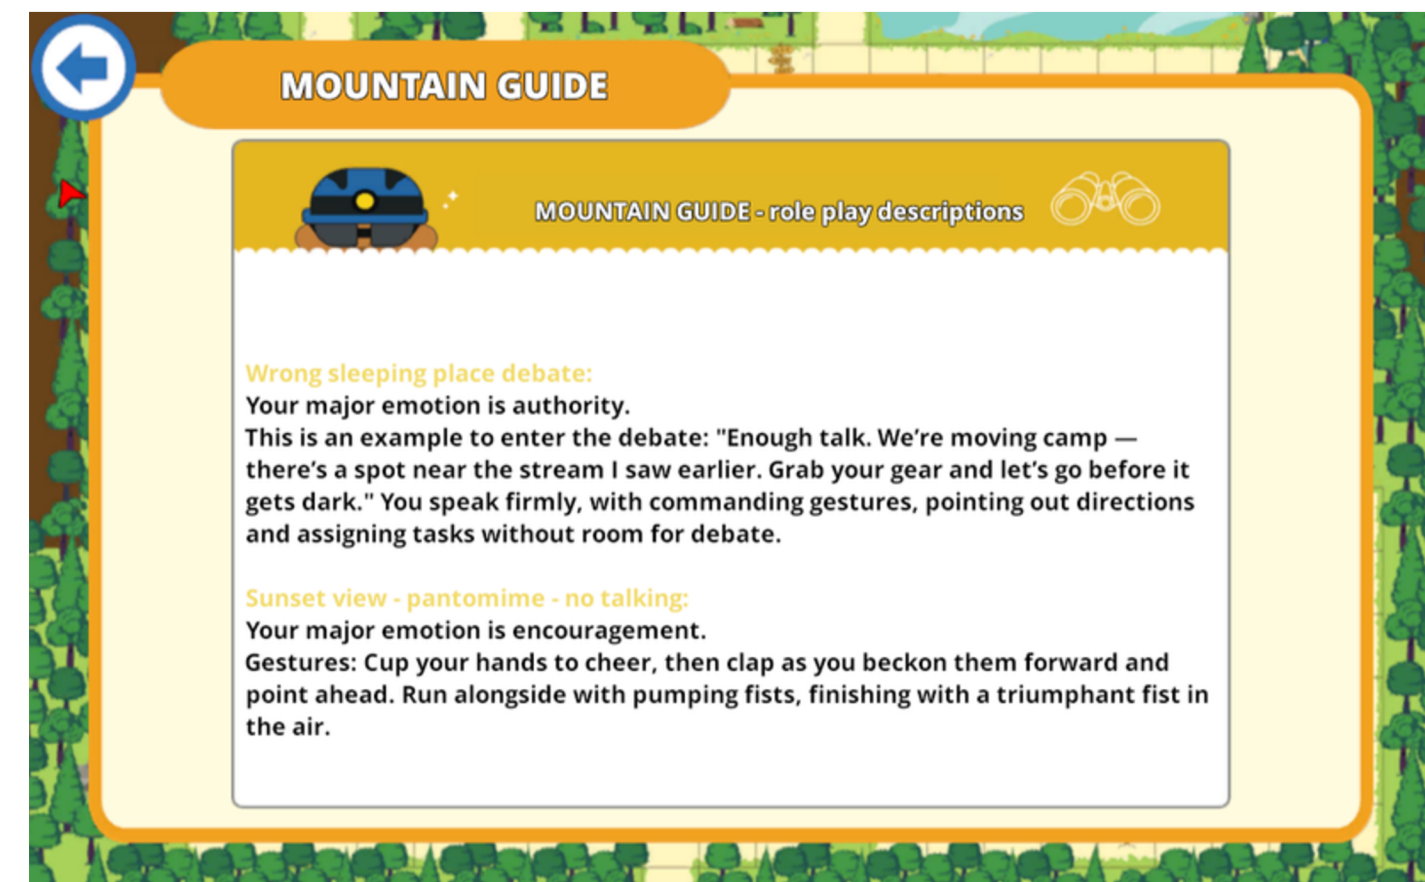 MOUNTAIN GUIDE
MOUNTAIN GUIDE - role play descriptions
Wrong sleeping place debate:
Your major emotion is authority.
This is an example to enter the debate: "Enough talk. We’re moving camp —
there’s a spot near the stream I saw earlier. Grab your gear and let’s go before it
gets dark." You speak firmly, with commanding gestures, pointing out directions
and assigning tasks without room for debate.
Sunset view - pantomime - no talking:
Your major emotion is encouragement.
Gestures: Cup your hands to cheer, then clap as you beckon them forward and
point ahead. Run alongside with pumping fists, finishing with a triumphant fist in
the air.